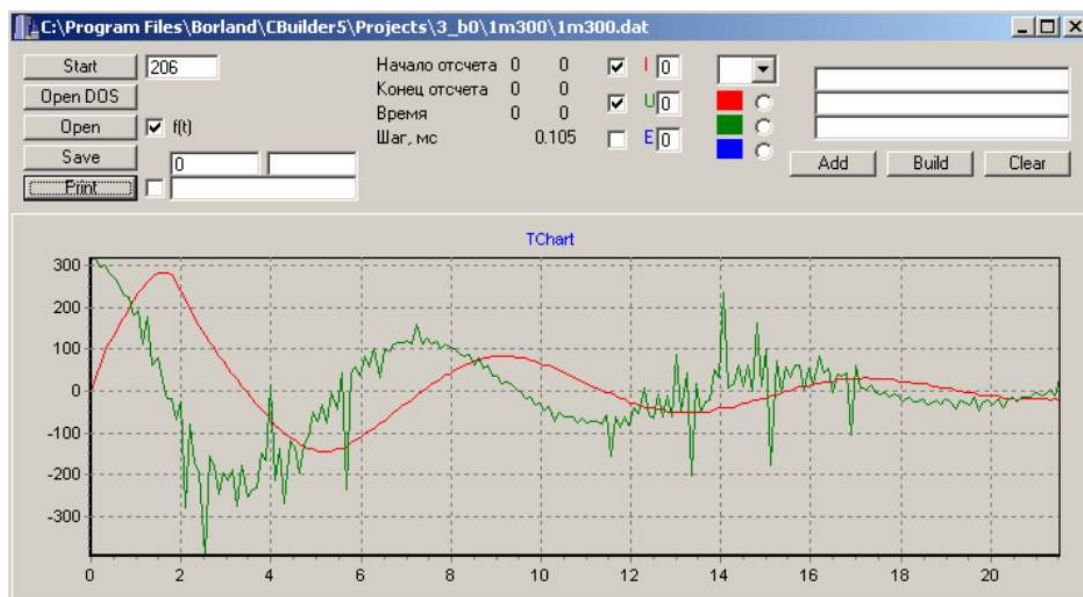 C:\Program Files\Borland\CBuilder5\Projects\3_b0\1m300\1m300.dat
Start 206
Open DOS
Open f(t)
Save 0
Print
Начало отсчета 0 0 I 0
Конец отсчета 0 0 U 0
Время 0 0
Шаг, мс 0.105 E 0
Add Build Clear
TChart
300
200
100
0
-100
-200
-300
0 2 4 6 8 10 12 14 16 18 20